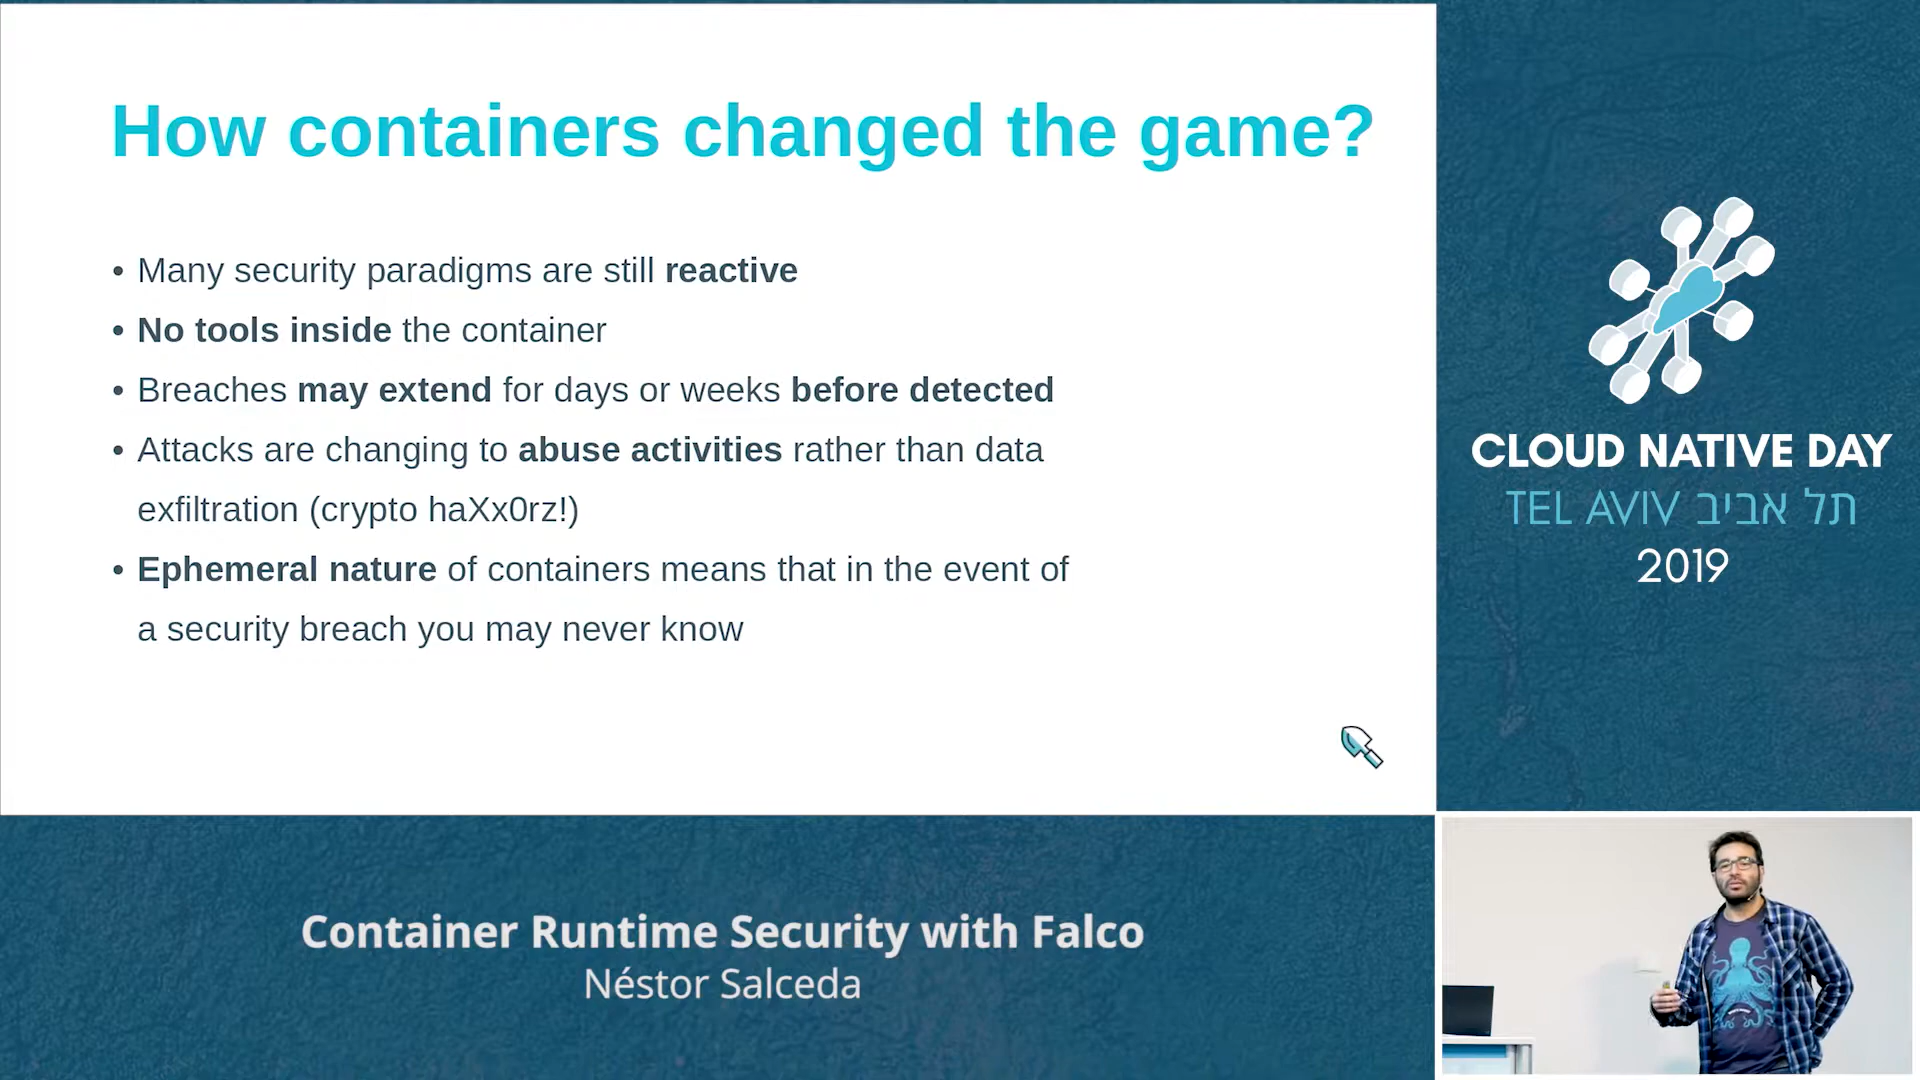 How containers changed the game?
• Many security paradigms are still reactive
• No tools inside the container
• Breaches may extend for days or weeks before detected
• Attacks are changing to abuse activities rather than data
exfiltration (crypto haXx0rz!)
• Ephemeral nature of containers means that in the event of
a security breach you may never know
CLOUD NATIVE DAY
TEL AVIV תל אביב
2019
Container Runtime Security with Falco
Néstor Salceda